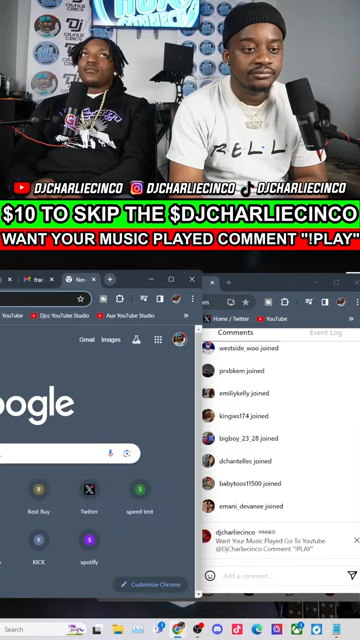 DJCHARLIECINCO DJCHARLIECINCO DJCHARLIECINCO
$10 TO SKIP THE $DJCHARLIECINCO
WANT YOUR MUSIC PLAYED COMMENT "!PLAY"
New
YouTube Djcc YouTube Studio Aux YouTube Studio
Gmail Images
oogle
Best Buy Twitter speed test
KICK spotify
Customize Chrome
Home / Twitter YouTube
Comments Event Log
westside_woo joined
prxbkem joined
emiliykelly joined
kingws174 joined
bigboy_23_28 joined
dchantellec joined
babytoos11500 joined
emani_devanee joined
djcharliecinco PINNED
Want Your Music Played Go To Youtube
@DjCharliecinco Comment "!PLAY"
Add a comment...
Search